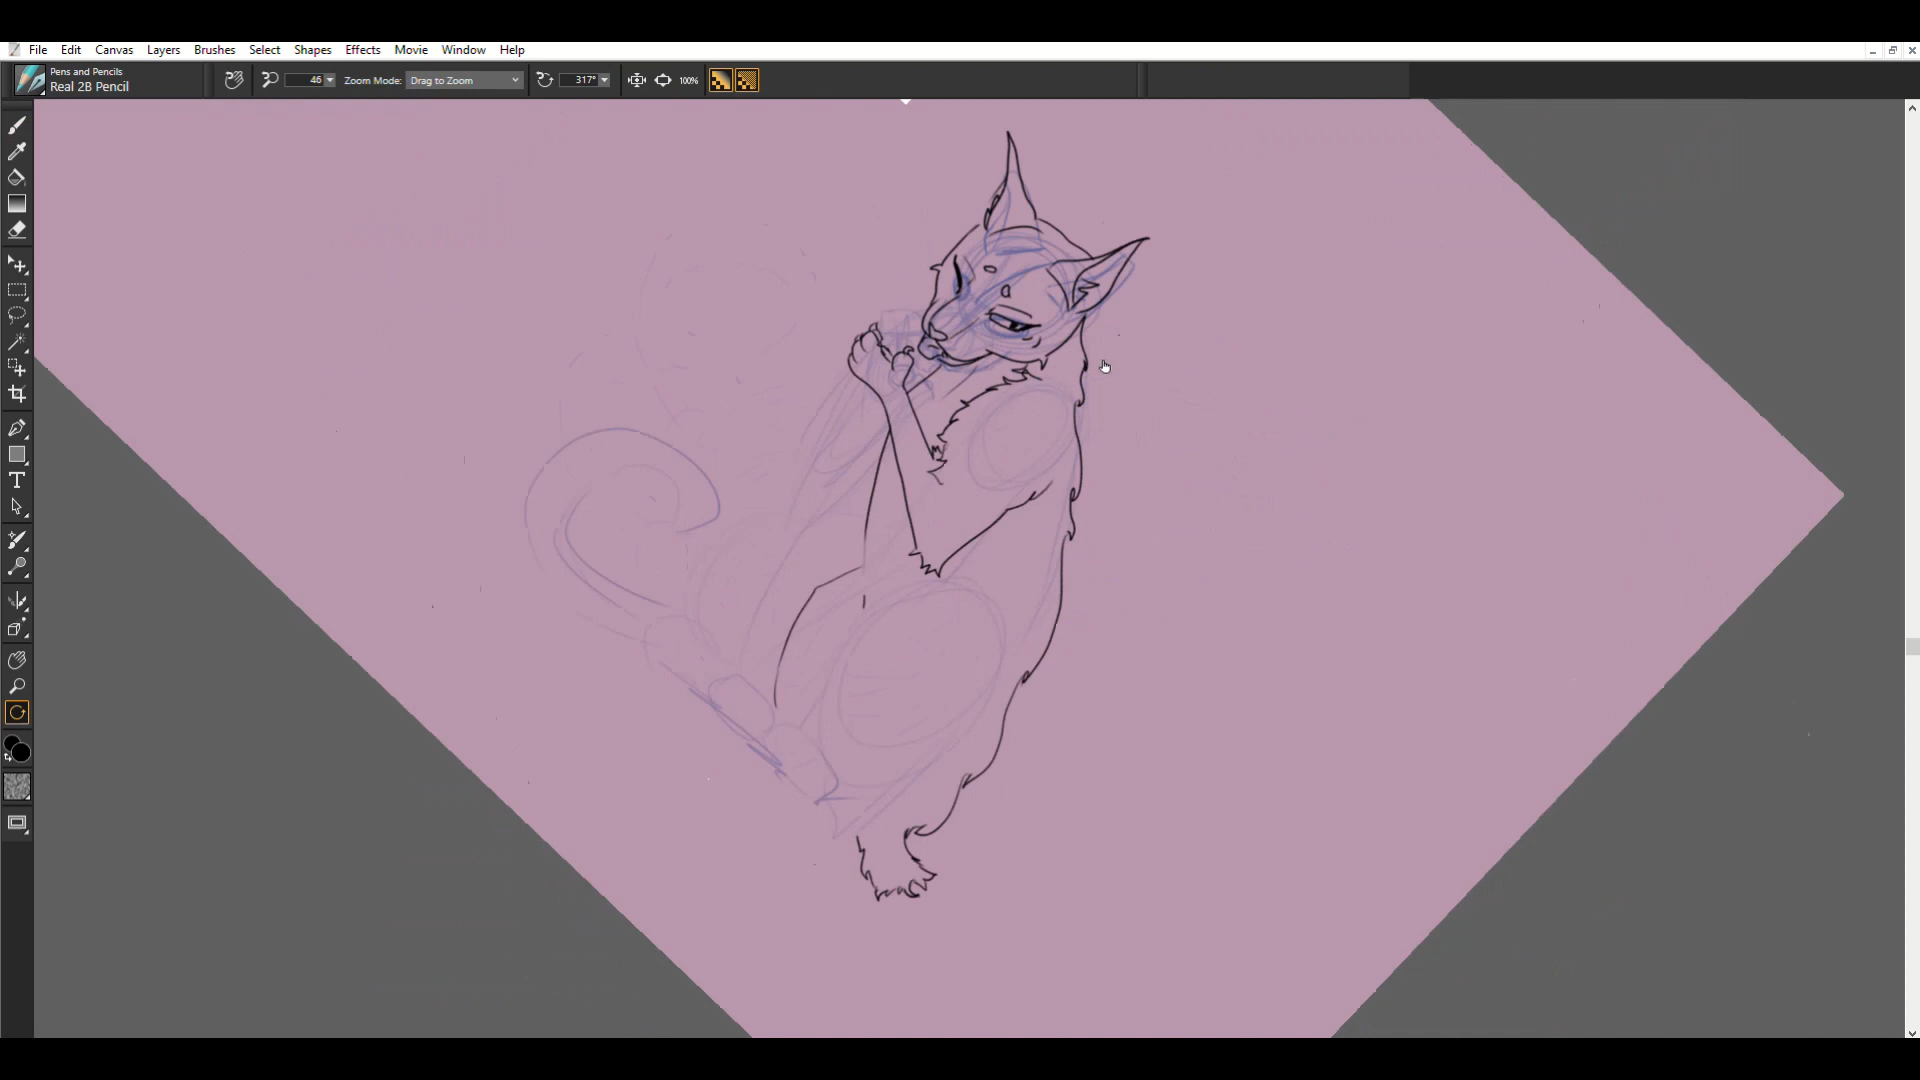 File Edit Canvas Layers Brushes Select Shapes Effects Movie Window Help
Pens and Pencils
Real 2B Pencil
46 Zoom Mode: Drag to Zoom 317° 100%